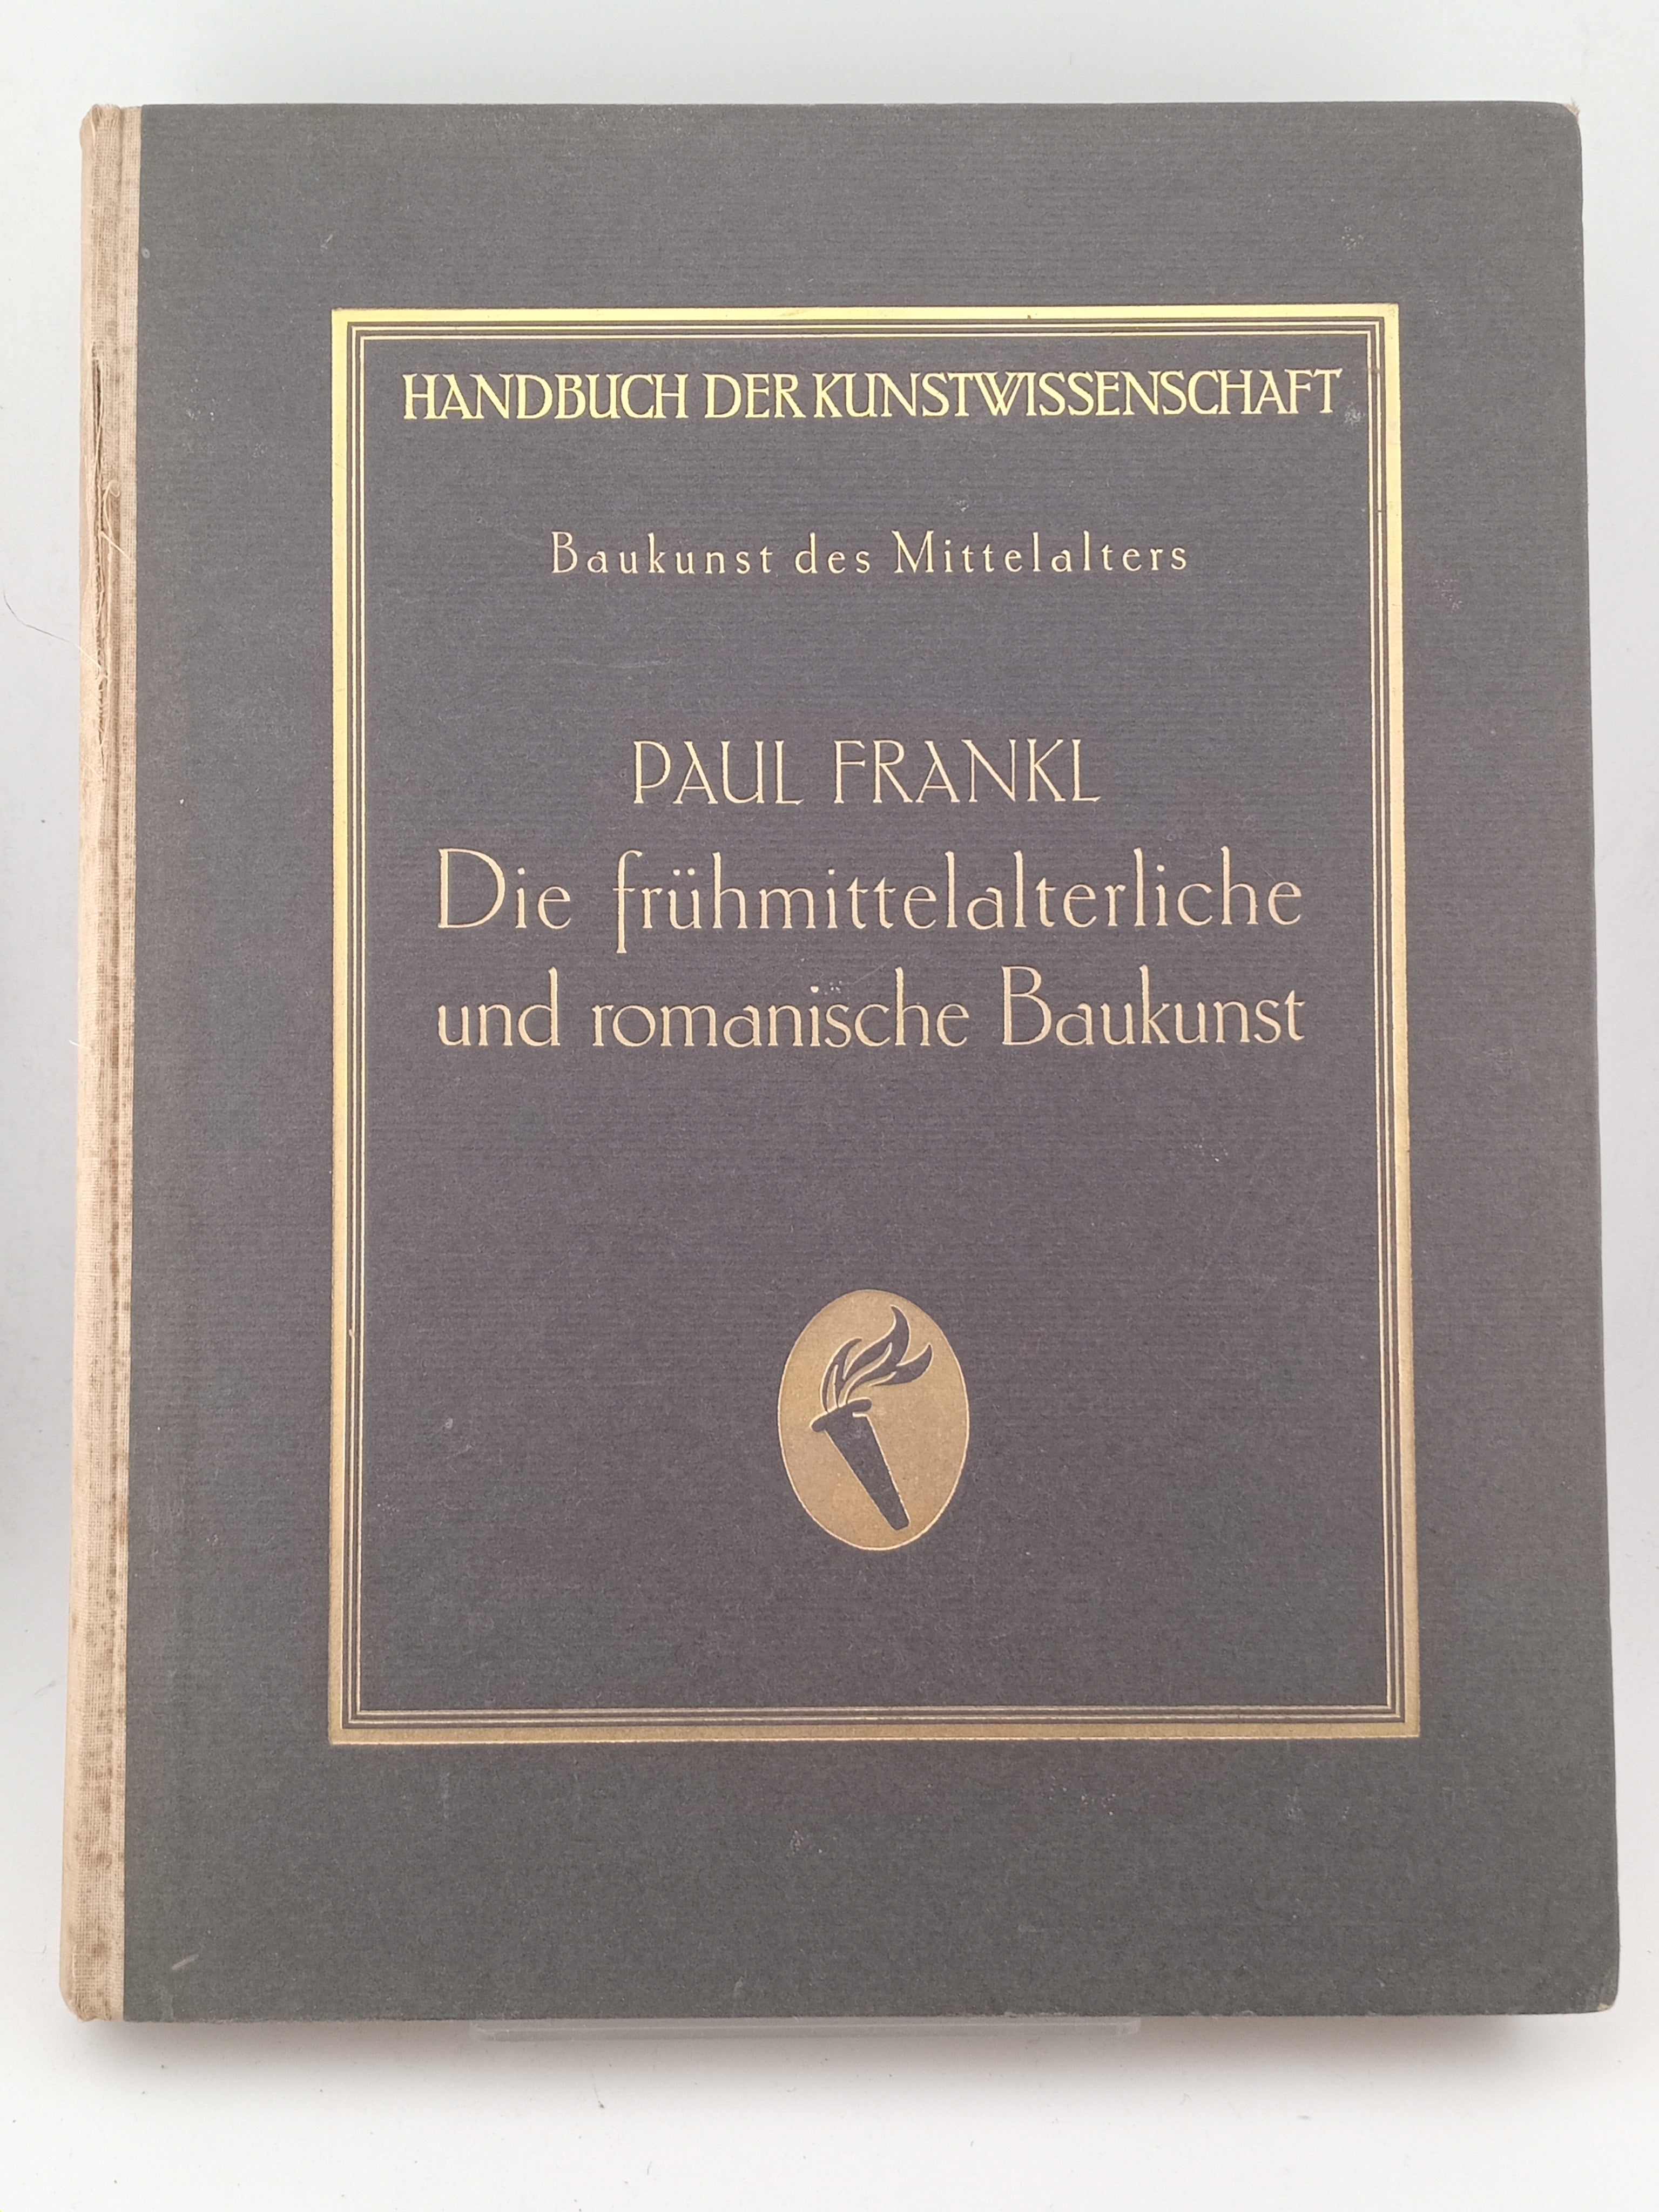 HANDBUCH DER KUNSTWISSENSCHAFT
Baukunst des Mittelalters
PAUL FRANKL
Die frühmittelalterliche
und romanische Baukunst